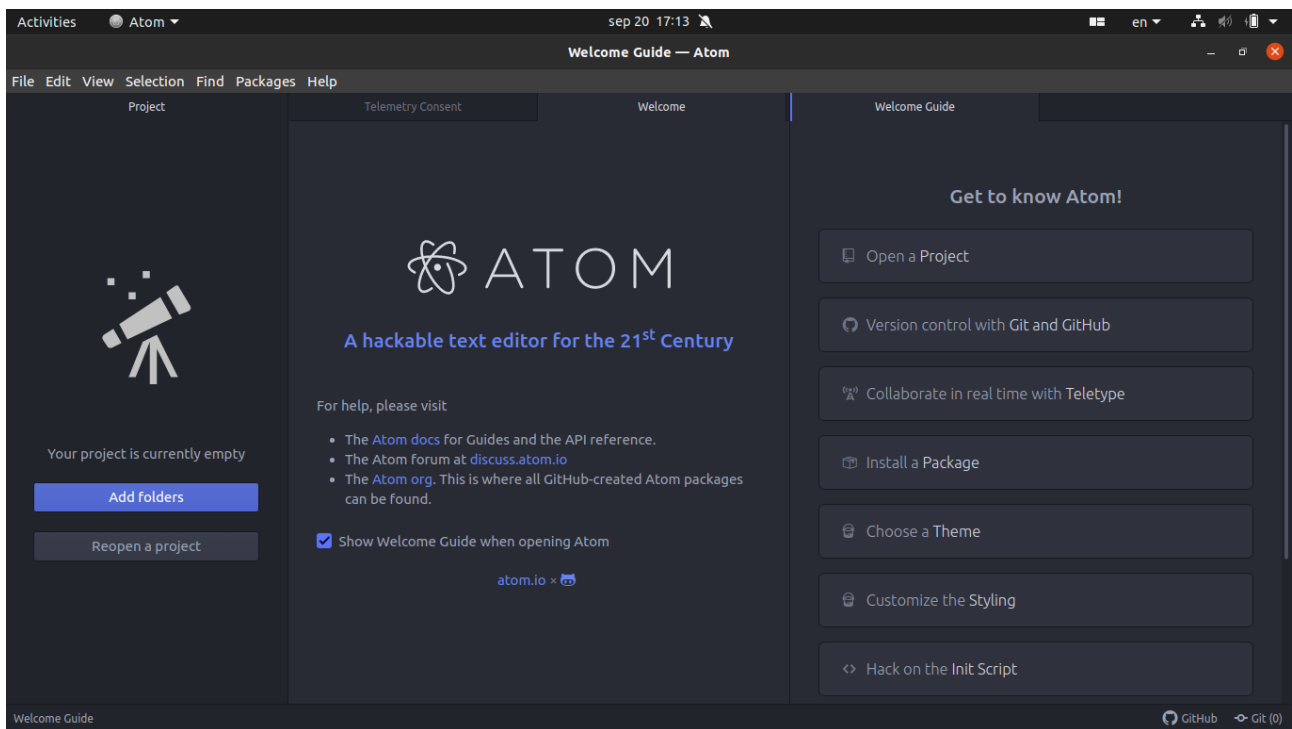 Activities Atom sep 20 17:13 en
Welcome Guide — Atom
File Edit View Selection Find Packages Help
Project
Your project is currently empty
Add folders
Reopen a project
Telemetry Consent Welcome
ATOM
A hackable text editor for the 21st Century
For help, please visit
• The Atom docs for Guides and the API reference.
• The Atom forum at discuss.atom.io
• The Atom org. This is where all GitHub-created Atom packages
can be found.
Show Welcome Guide when opening Atom
atom.io ×
Welcome Guide
Get to know Atom!
Open a Project
Version control with Git and GitHub
Collaborate in real time with Teletype
Install a Package
Choose a Theme
Customize the Styling
Hack on the Init Script
Welcome Guide GitHub Git (0)